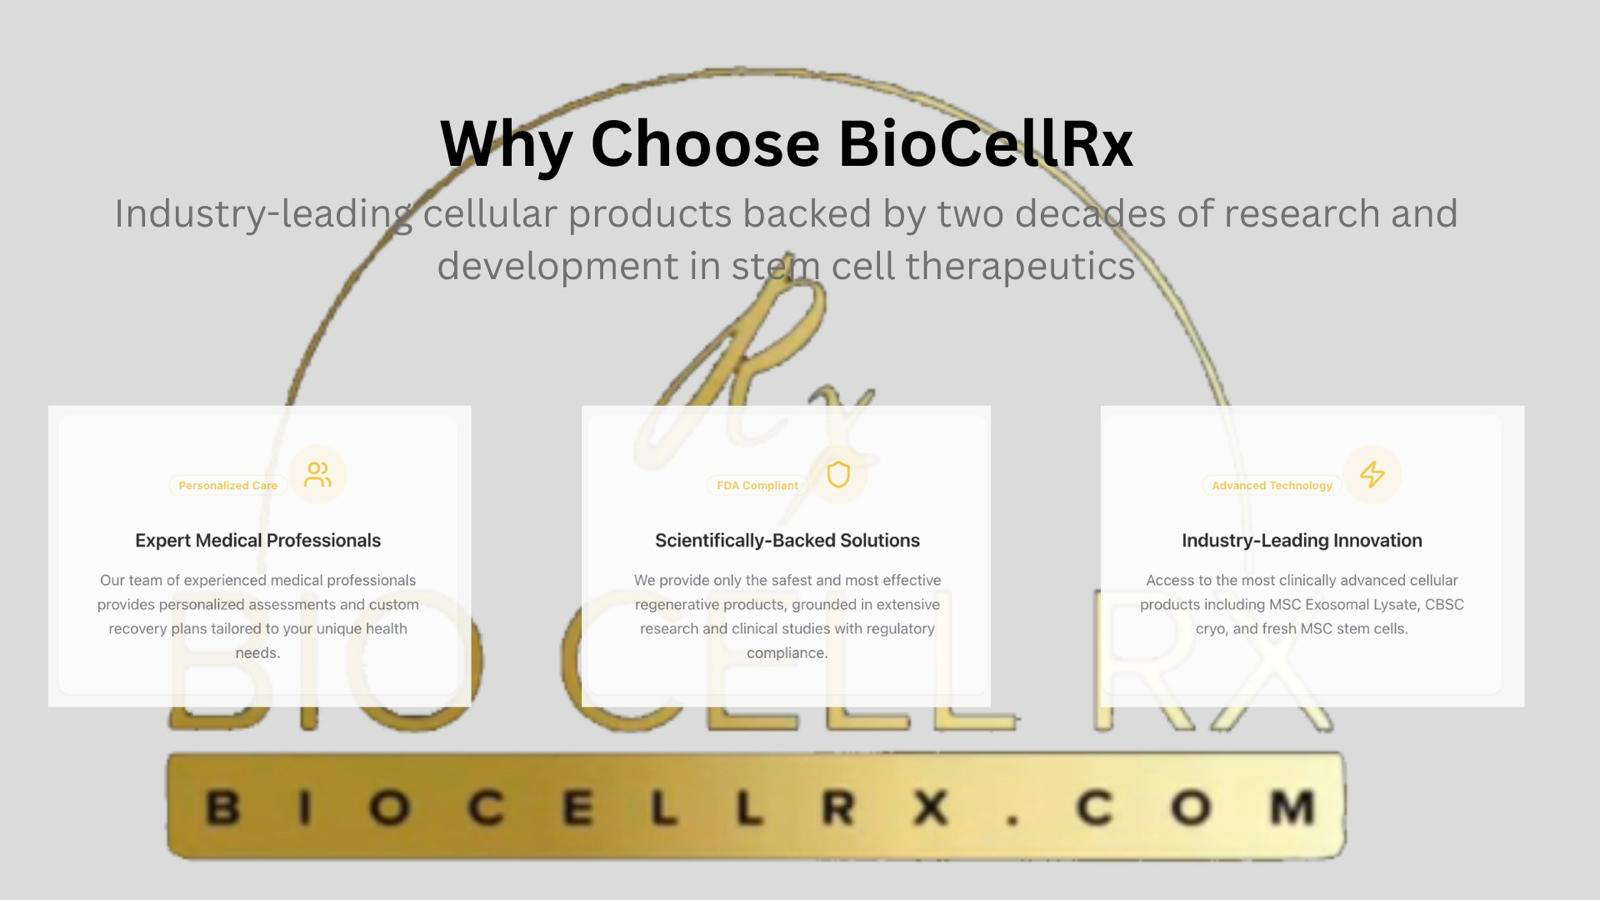 Why Choose BioCellRx
Industry-leading cellular products backed by two decades of research and
development in stem cell therapeutics
Rx
Personalized Care
Expert Medical Professionals
Our team of experienced medical professionals
provides personalized assessments and custom
recovery plans tailored to your unique health
needs.
FDA Compliant
Scientifically-Backed Solutions
We provide only the safest and most effective
regenerative products, grounded in extensive
research and clinical studies with regulatory
compliance.
Advanced Technology
Industry-Leading Innovation
Access to the most clinically advanced cellular
products including MSC Exosomal Lysate, CBSC
cryo, and fresh MSC stem cells.
BIO CELL RX
BIOCELLRX.COM